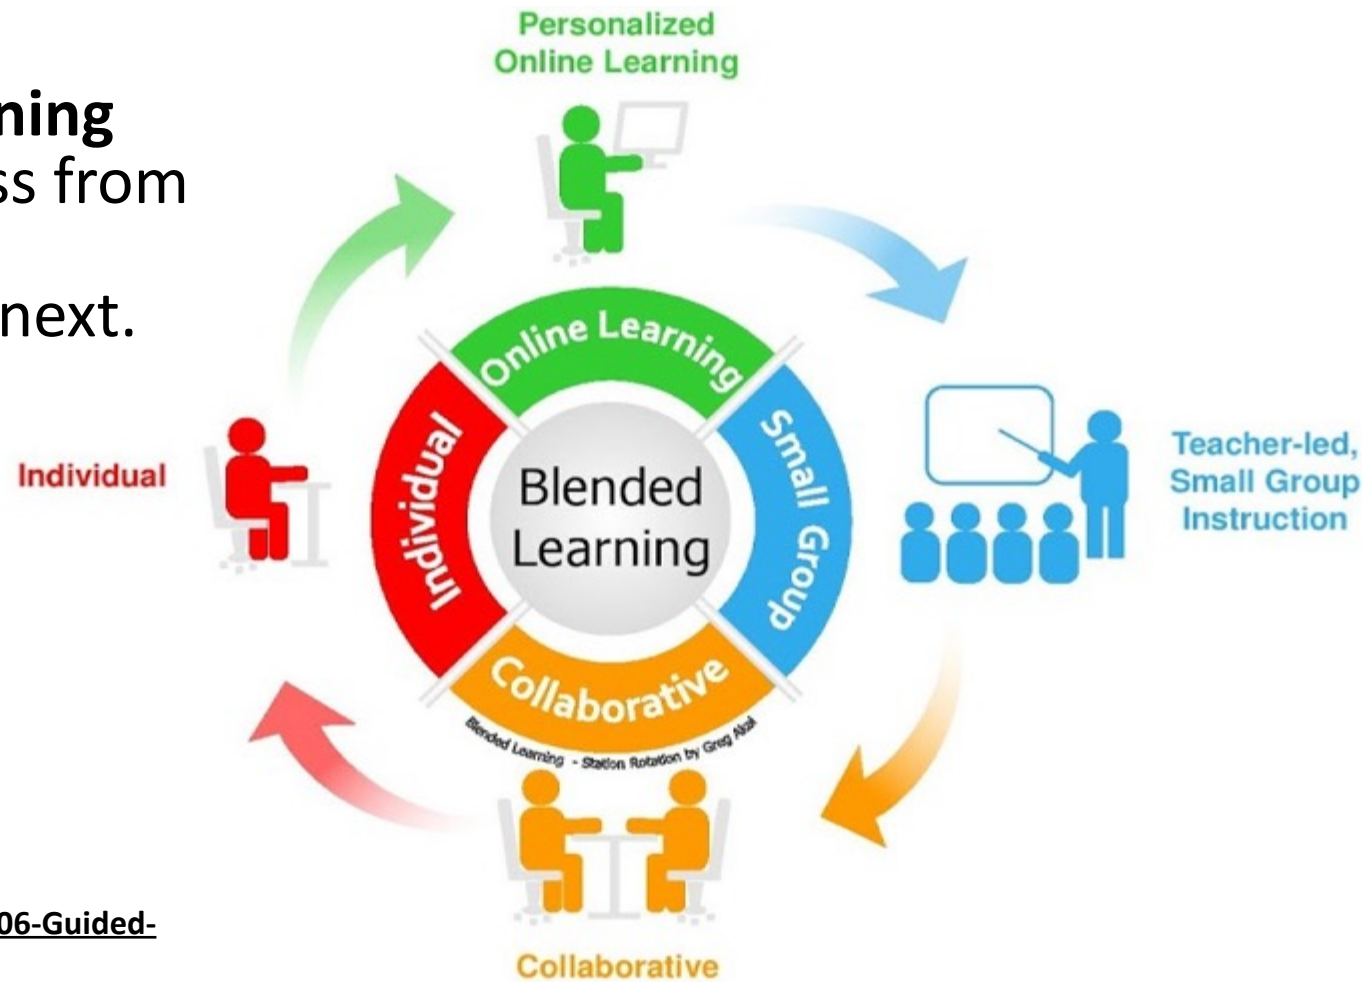 Personalized
Online Learning
ning
ss from
next.
Online Learning
Individual
Small Group
Blended
Learning
Collaborative
Blended Learning - Station Rotation by Greg Akai
Individual
Teacher-led,
Small Group
Instruction
06-Guided-
Collaborative